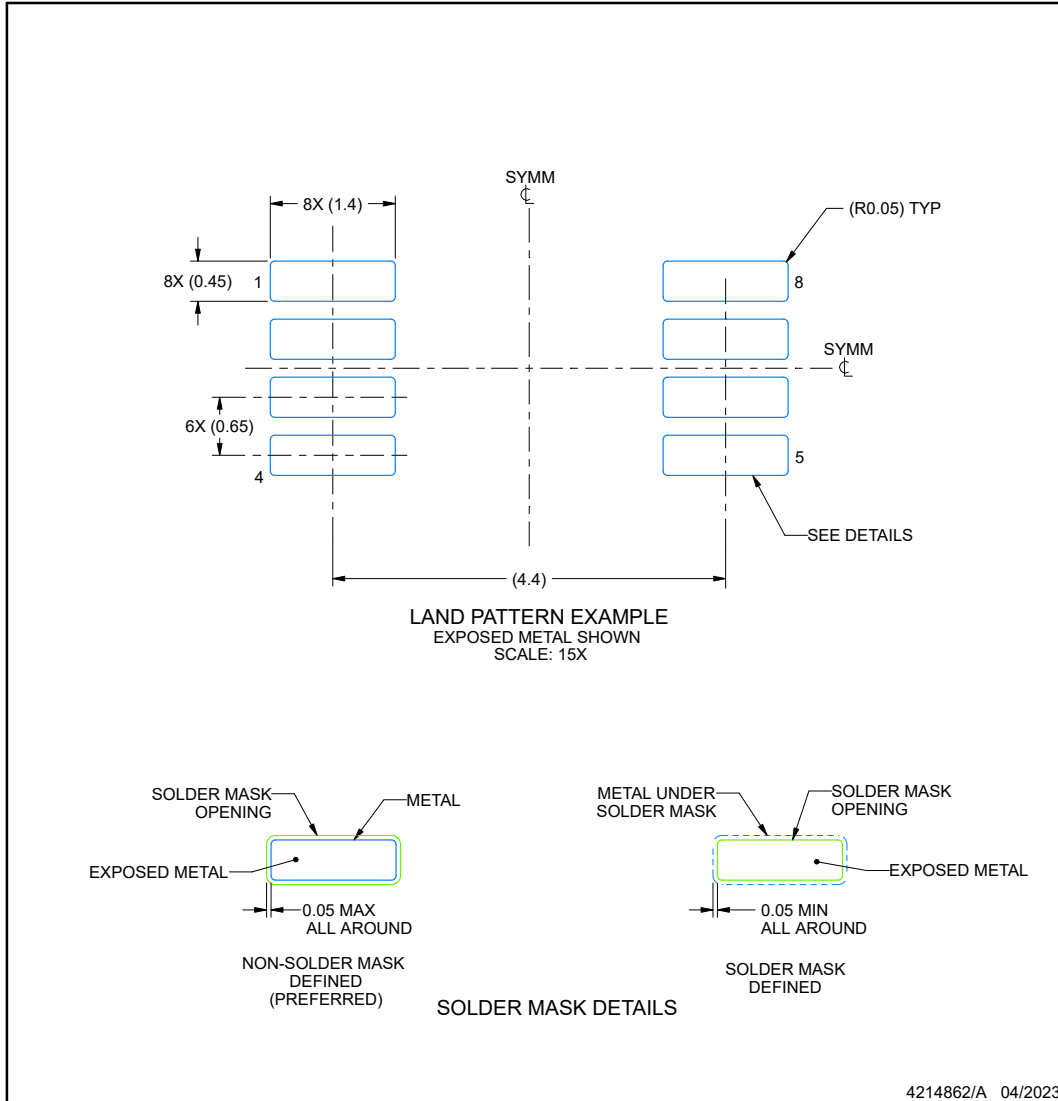 SYMM
℄
8X (1.4)
(R0.05) TYP
8X (0.45)
1
8
SYMM
℄
6X (0.65)
4
5
SEE DETAILS
(4.4)
LAND PATTERN EXAMPLE
EXPOSED METAL SHOWN
SCALE: 15X
SOLDER MASK
OPENING
METAL
EXPOSED METAL
0.05 MAX
ALL AROUND
NON-SOLDER MASK
DEFINED
(PREFERRED)
METAL UNDER
SOLDER MASK
SOLDER MASK
OPENING
EXPOSED METAL
0.05 MIN
ALL AROUND
SOLDER MASK
DEFINED
SOLDER MASK DETAILS
4214862/A 04/2023